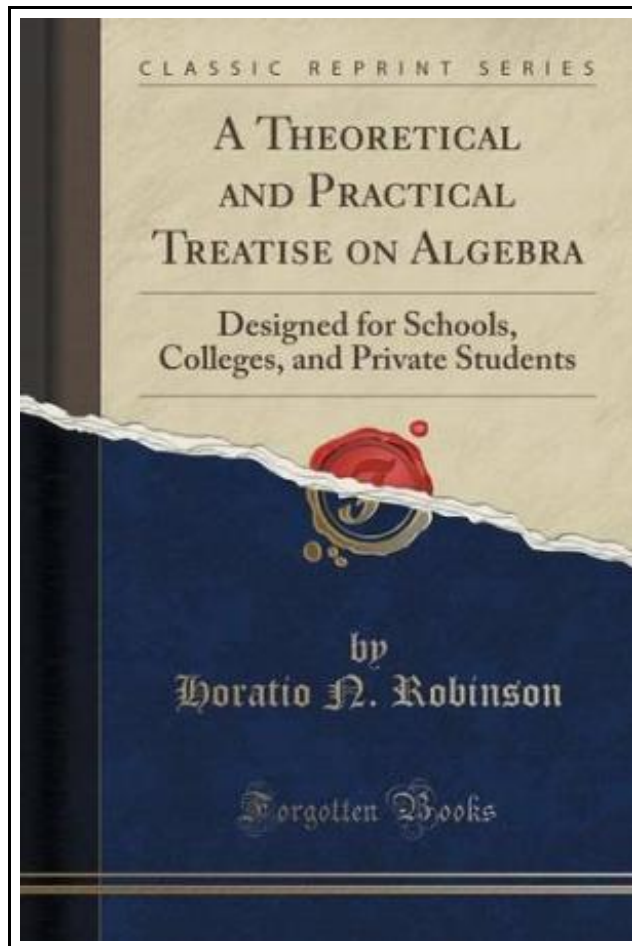 CLASSIC REPRINT SERIES
A THEORETICAL
AND PRACTICAL
TREATISE ON ALGEBRA
Designed for Schools,
Colleges, and Private Students
F
by
Horatio N. Robinson
Forgotten Books